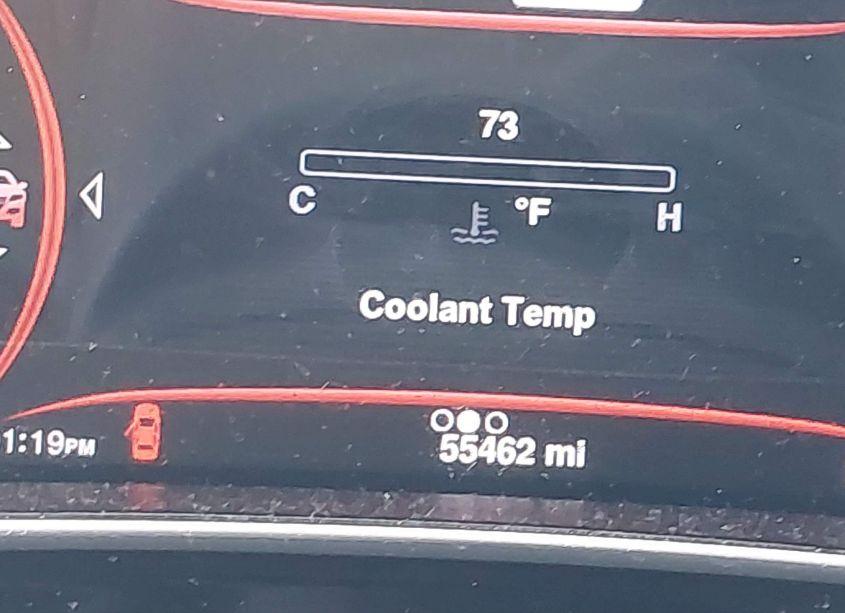 73
C °F H
Coolant Temp
1:19PM
55462 mi